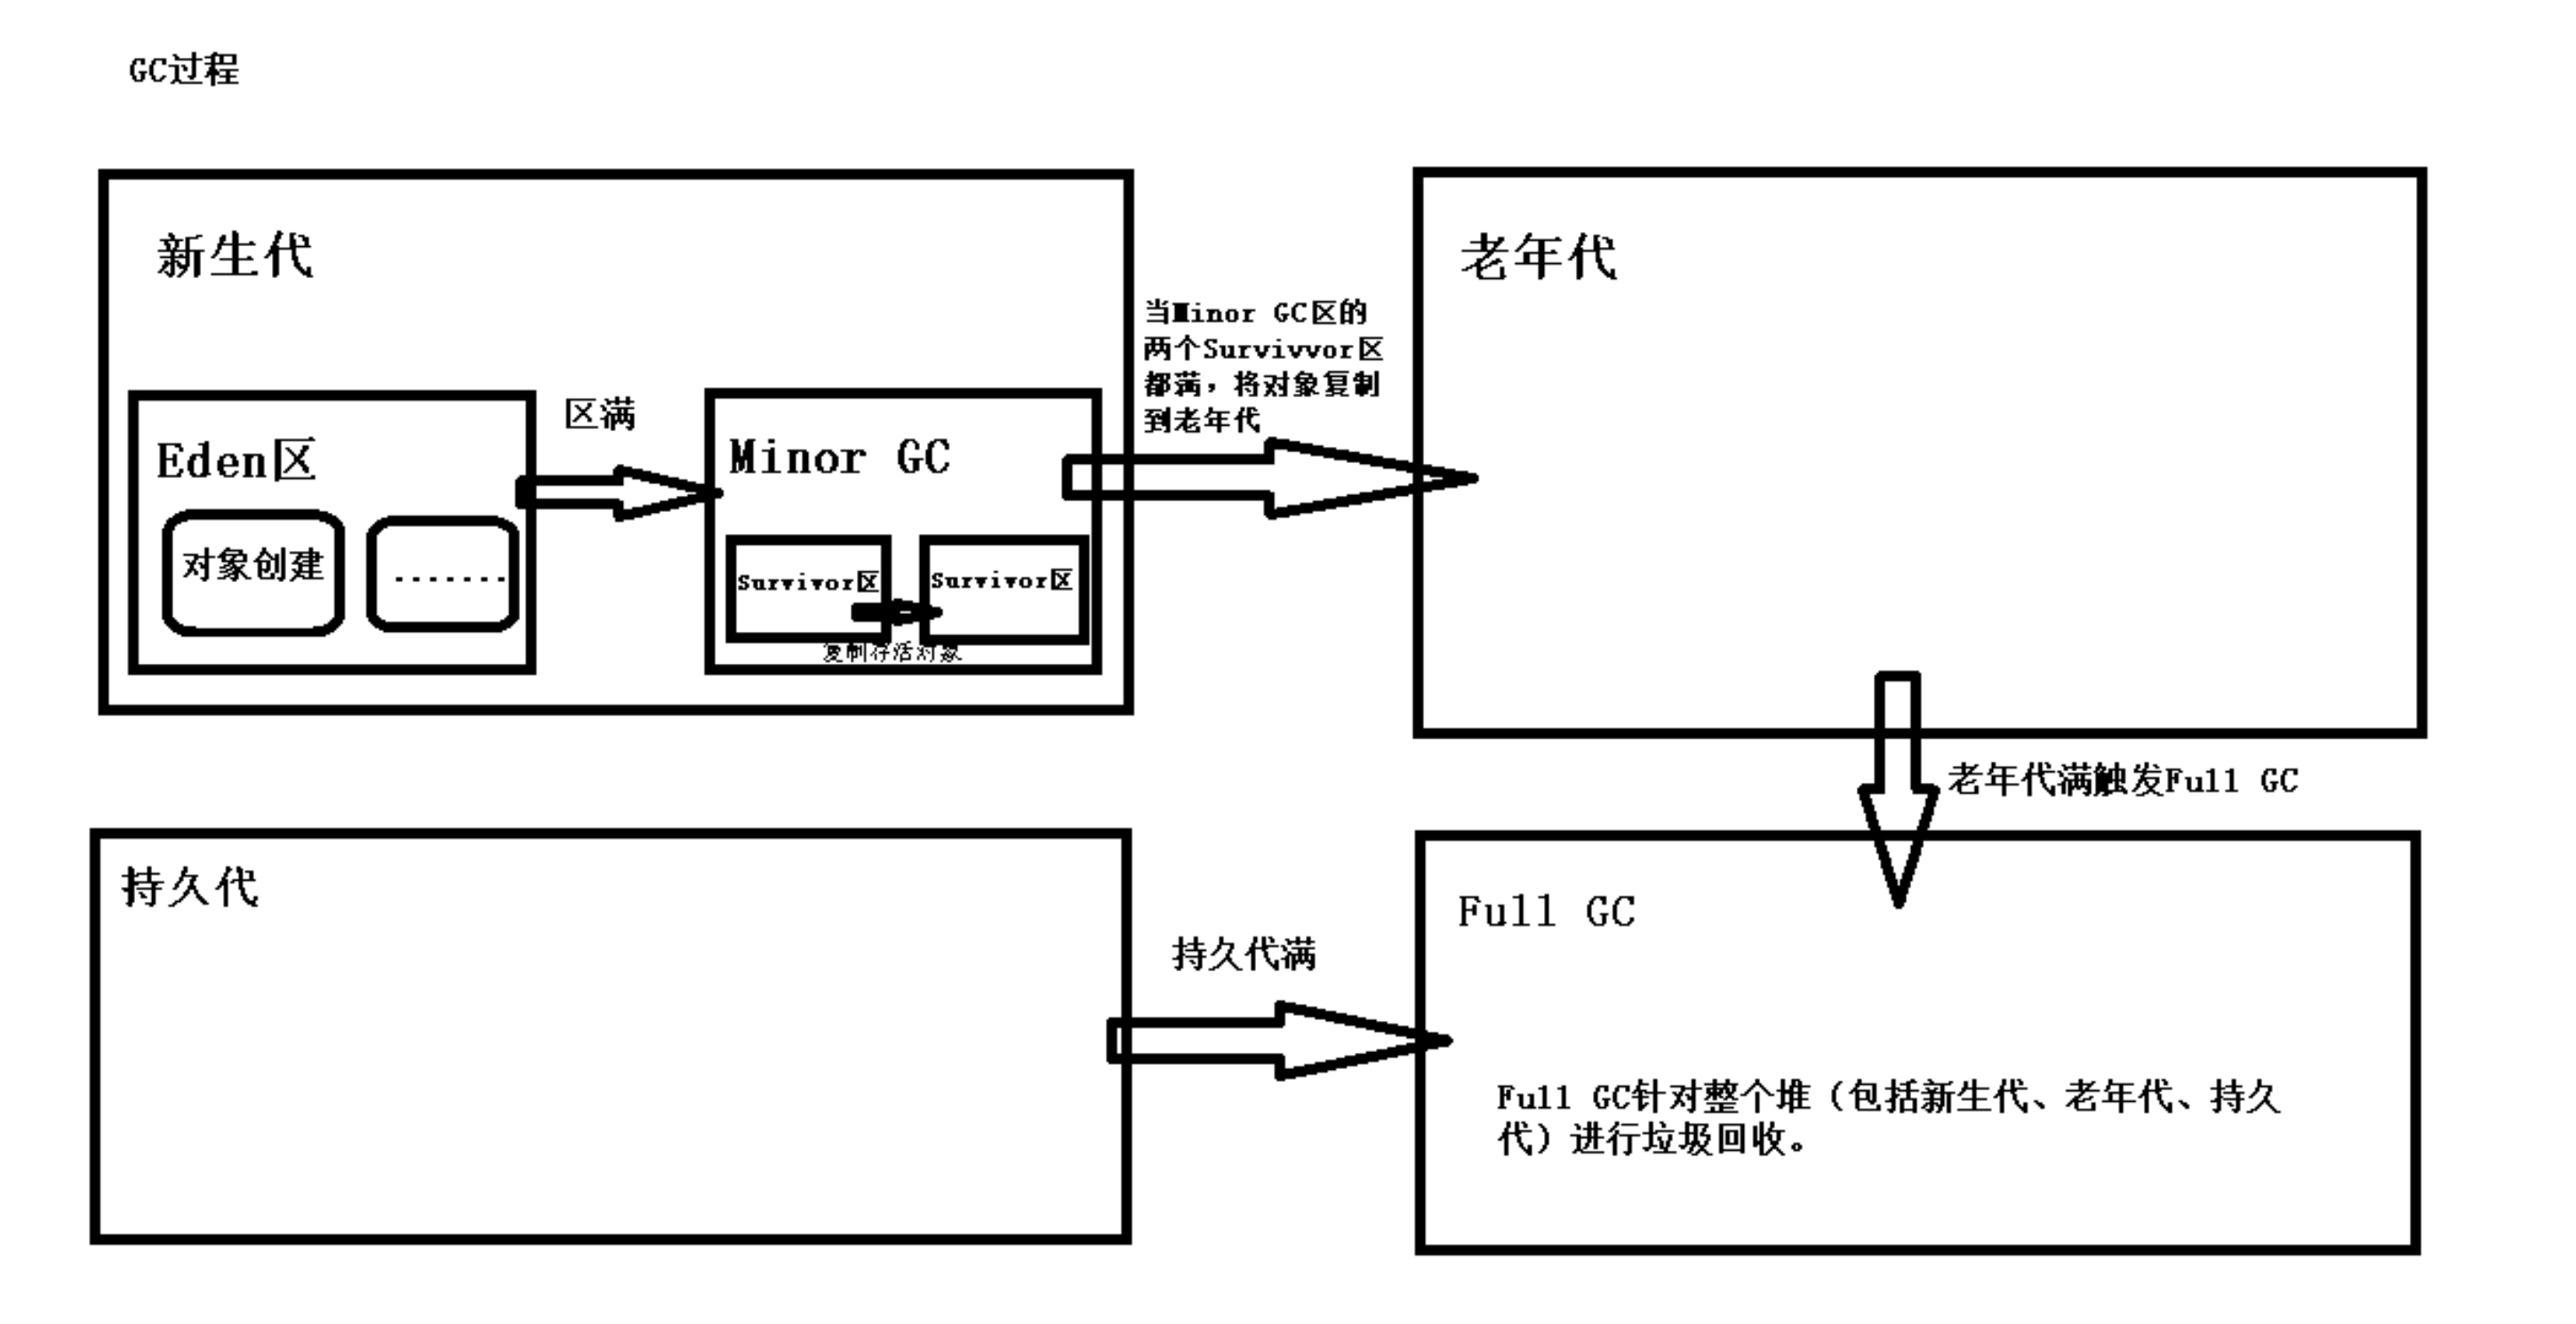 GC过程
新生代
老年代
当Minor GC区的
两个Survivvor区
都满，将对象复制
到老年代
区满
Eden区
Minor GC
对象创建
.......
Survivor区
Survivor区
复制存活对象
老年代满触发Full GC
持久代
Full GC
持久代满
Full GC针对整个堆（包括新生代、老年代、持久
代）进行垃圾回收。